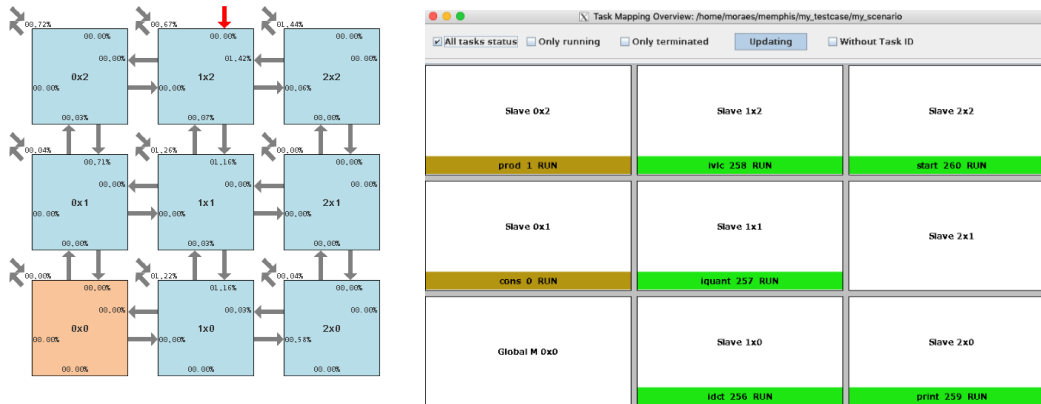 00.72%
00.67%
01.44%
00.00%
00.00%
00.00%
00.00%
01.42%
00.00%
0x2
1x2
2x2
00.00%
00.00%
00.06%
00.03%
00.07%
00.00%
00.04%
01.26%
00.00%
00.71%
01.16%
00.00%
00.00%
00.00%
00.00%
0x1
1x1
2x1
00.00%
00.00%
00.00%
00.00%
00.03%
00.00%
00.00%
01.22%
00.04%
00.00%
01.16%
00.00%
00.00%
00.03%
00.00%
0x0
1x0
2x0
00.00%
00.00%
00.58%
00.00%
00.00%
00.00%
Task Mapping Overview: /home/moraes/memphis/my_testcase/my_scenario
All tasks status Only running Only terminated Updating Without Task ID
Slave 0x2
Slave 1x2
Slave 2x2
prod 1 RUN
ivlc 258 RUN
start 260 RUN
Slave 0x1
Slave 1x1
Slave 2x1
cons 0 RUN
iquant 257 RUN
Global M 0x0
Slave 1x0
Slave 2x0
idct 256 RUN
print 259 RUN